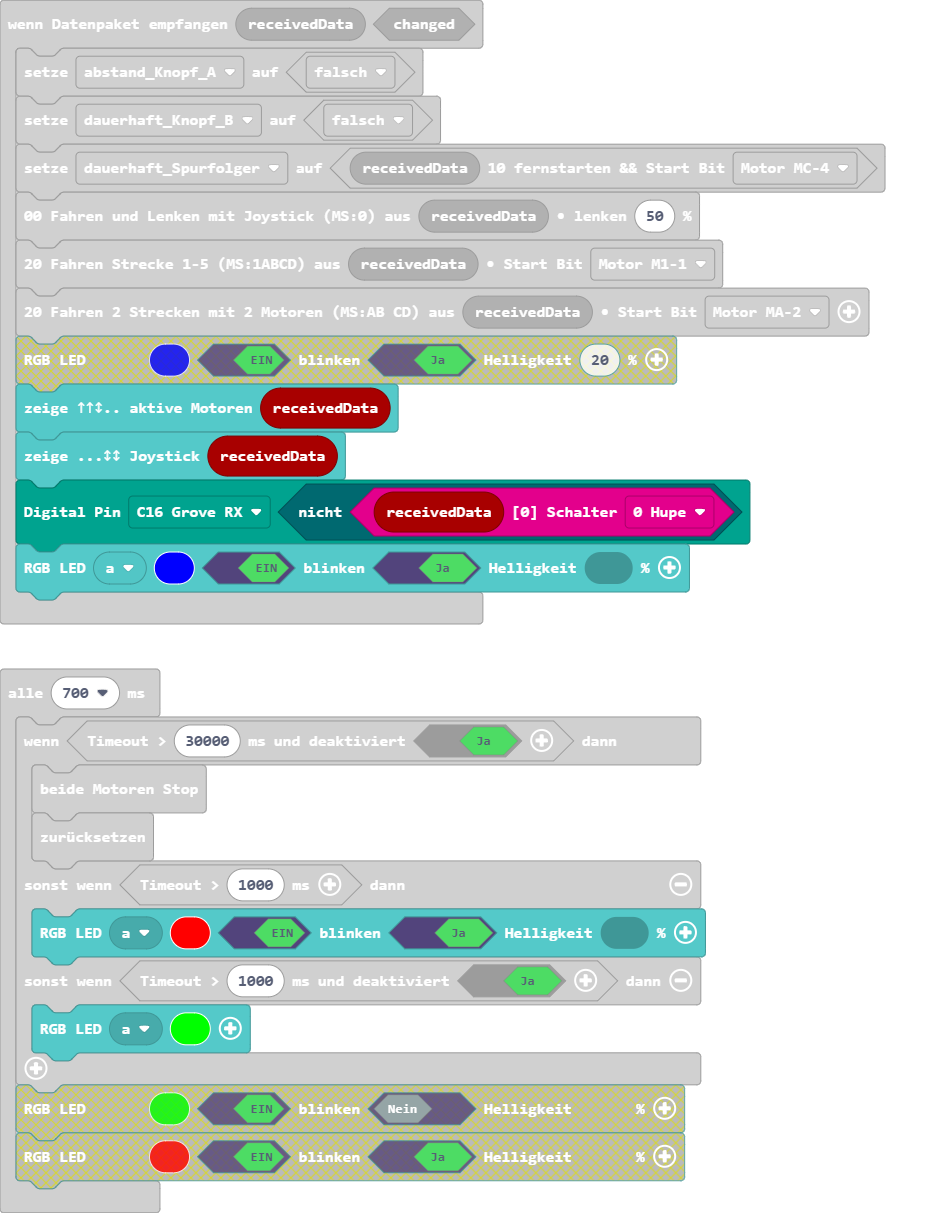 wenn Datenpaket empfangen receivedData changed
setze abstand_Knopf_A auf falsch
setze dauerhaft_Knopf_B auf falsch
setze dauerhaft_Spurfolger auf receivedData 10 fernstarten && Start Bit Motor MC-4
00 Fahren und Lenken mit Joystick (MS:0) aus receivedData • lenken 50 %
20 Fahren Strecke 1-5 (MS:1ABCD) aus receivedData • Start Bit Motor M1-1
20 Fahren 2 Strecken mit 2 Motoren (MS:AB CD) aus receivedData • Start Bit Motor MA-2
RGB LED EIN blinken Ja Helligkeit 20 %
zeige ↑↑↕.. aktive Motoren receivedData
zeige ...↕↕ Joystick receivedData
Digital Pin C16 Grove RX nicht receivedData [0] Schalter 0 Hupe
RGB LED a EIN blinken Ja Helligkeit %
alle 700 ms
wenn Timeout > 30000 ms und deaktiviert Ja dann
beide Motoren Stop
zurücksetzen
sonst wenn Timeout > 1000 ms dann
RGB LED a EIN blinken Ja Helligkeit %
sonst wenn Timeout > 1000 ms und deaktiviert Ja dann
RGB LED a
RGB LED EIN blinken Nein Helligkeit %
RGB LED EIN blinken Ja Helligkeit %